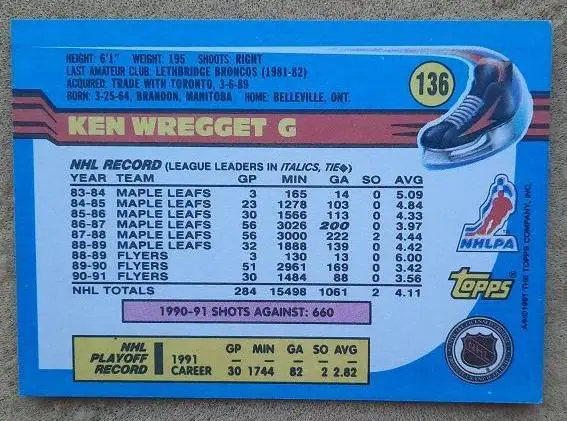 HEIGHT: 6'1" WEIGHT: 195 SHOOTS: RIGHT
LAST AMATEUR CLUB: LETHBRIDGE BRONCOS (1981-82)
ACQUIRED: TRADE WITH TORONTO, 3-6-89
BORN: 3-25-64, BRANDON, MANITOBA HOME: BELLEVILLE, ONT.
136
KEN WREGGET G
NHL RECORD (LEAGUE LEADERS IN ITALICS, TIE◆)
YEAR TEAM GP MIN GA SO AVG
83-84 MAPLE LEAFS 3 165 14 0 5.09
84-85 MAPLE LEAFS 23 1278 103 0 4.84
85-86 MAPLE LEAFS 30 1566 113 0 4.33
86-87 MAPLE LEAFS 56 3026 200 0 3.97
87-88 MAPLE LEAFS 56 3000 222 2 4.44
88-89 MAPLE LEAFS 32 1888 139 0 4.42
88-89 FLYERS 3 130 13 0 6.00
89-90 FLYERS 51 2961 169 0 3.42
90-91 FLYERS 30 1484 88 0 3.56
NHL TOTALS 284 15498 1061 2 4.11
1990-91 SHOTS AGAINST: 660
NHL PLAYOFF RECORD
GP MIN GA SO AVG
1991
CAREER 30 1744 82 2 2.82
NHLPA
TOPPS®
A*©1991 THE TOPPS COMPANY, INC.
NHL